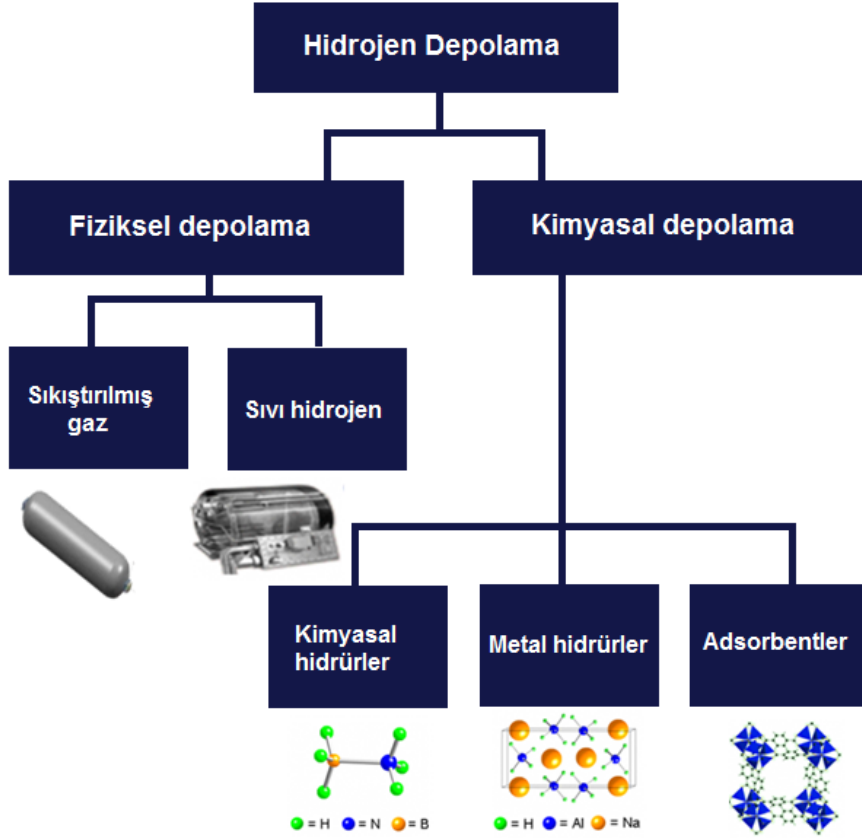 Hidrojen Depolama
Fiziksel depolama
Kimyasal depolama
Sıkıştırılmış
gaz
Sıvı hidrojen
Kimyasal
hidrürler
Metal hidrürler
Adsorbentler
= H = N = B
= H = Al = Na